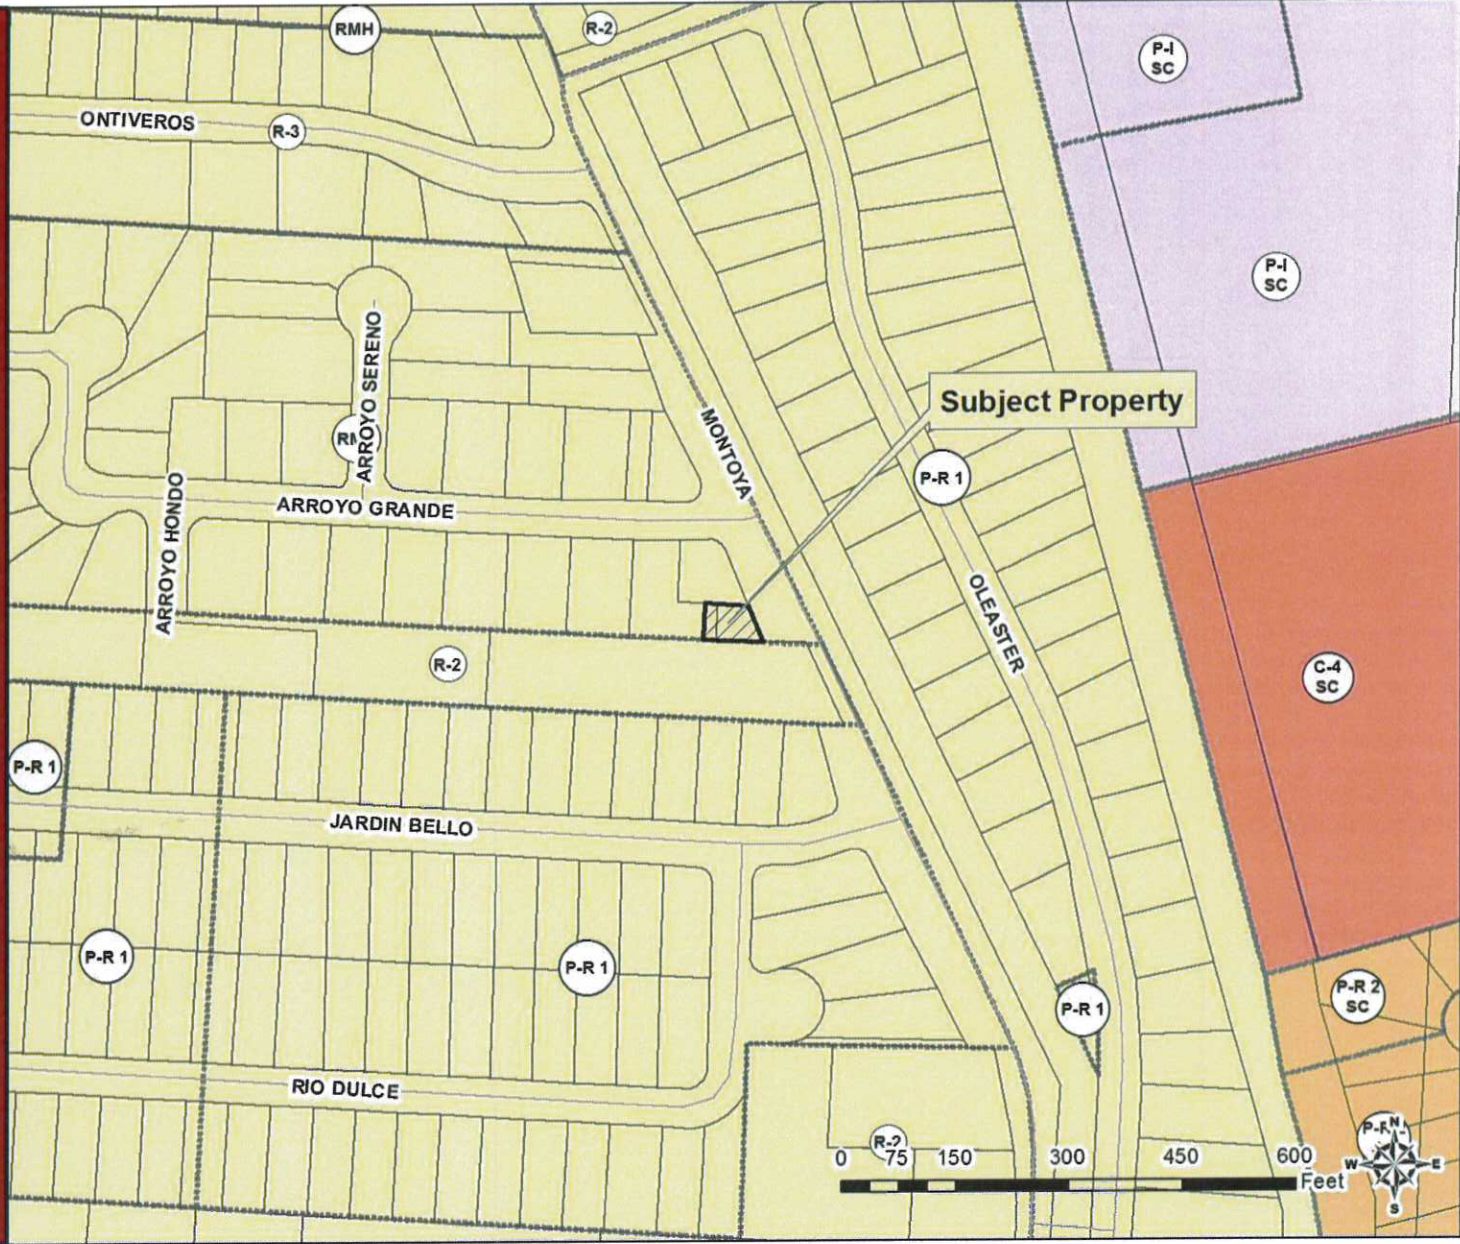 RMH
R-2
P-I
SC
ONTIVEROS
R-3
P-I
SC
ARROYO SERENO
Subject Property
MONTOYA
P-R 1
ARROYO HONDO
ARROYO GRANDE
OLEASTER
R-2
C-4
SC
P-R 1
JARDIN BELLO
P-R 1
P-R 1
P-R 1
P-R 2
SC
RIO DULCE
R-2
0 75 150 300 450 600
Feet
N
W E
S